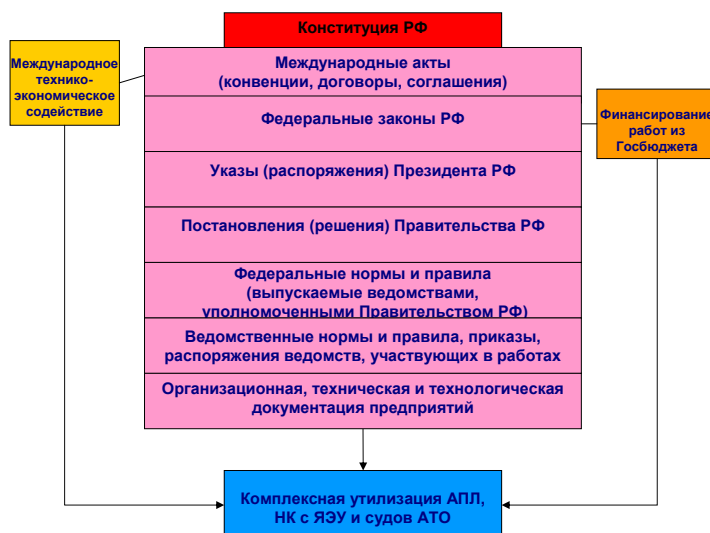 Конституция РФ
Международное
технико-
экономическое
содействие
Международные акты
(конвенции, договоры, соглашения)
Федеральные законы РФ
Финансирование
работ из
Госбюджета
Указы (распоряжения) Президента РФ
Постановления (решения) Правительства РФ
Федеральные нормы и правила
(выпускаемые ведомствами,
уполномоченными Правительством РФ)
Ведомственные нормы и правила, приказы,
распоряжения ведомств, участвующих в работах
Организационная, техническая и технологическая
документация предприятий
Комплексная утилизация АПЛ,
НК с ЯЭУ и судов АТО